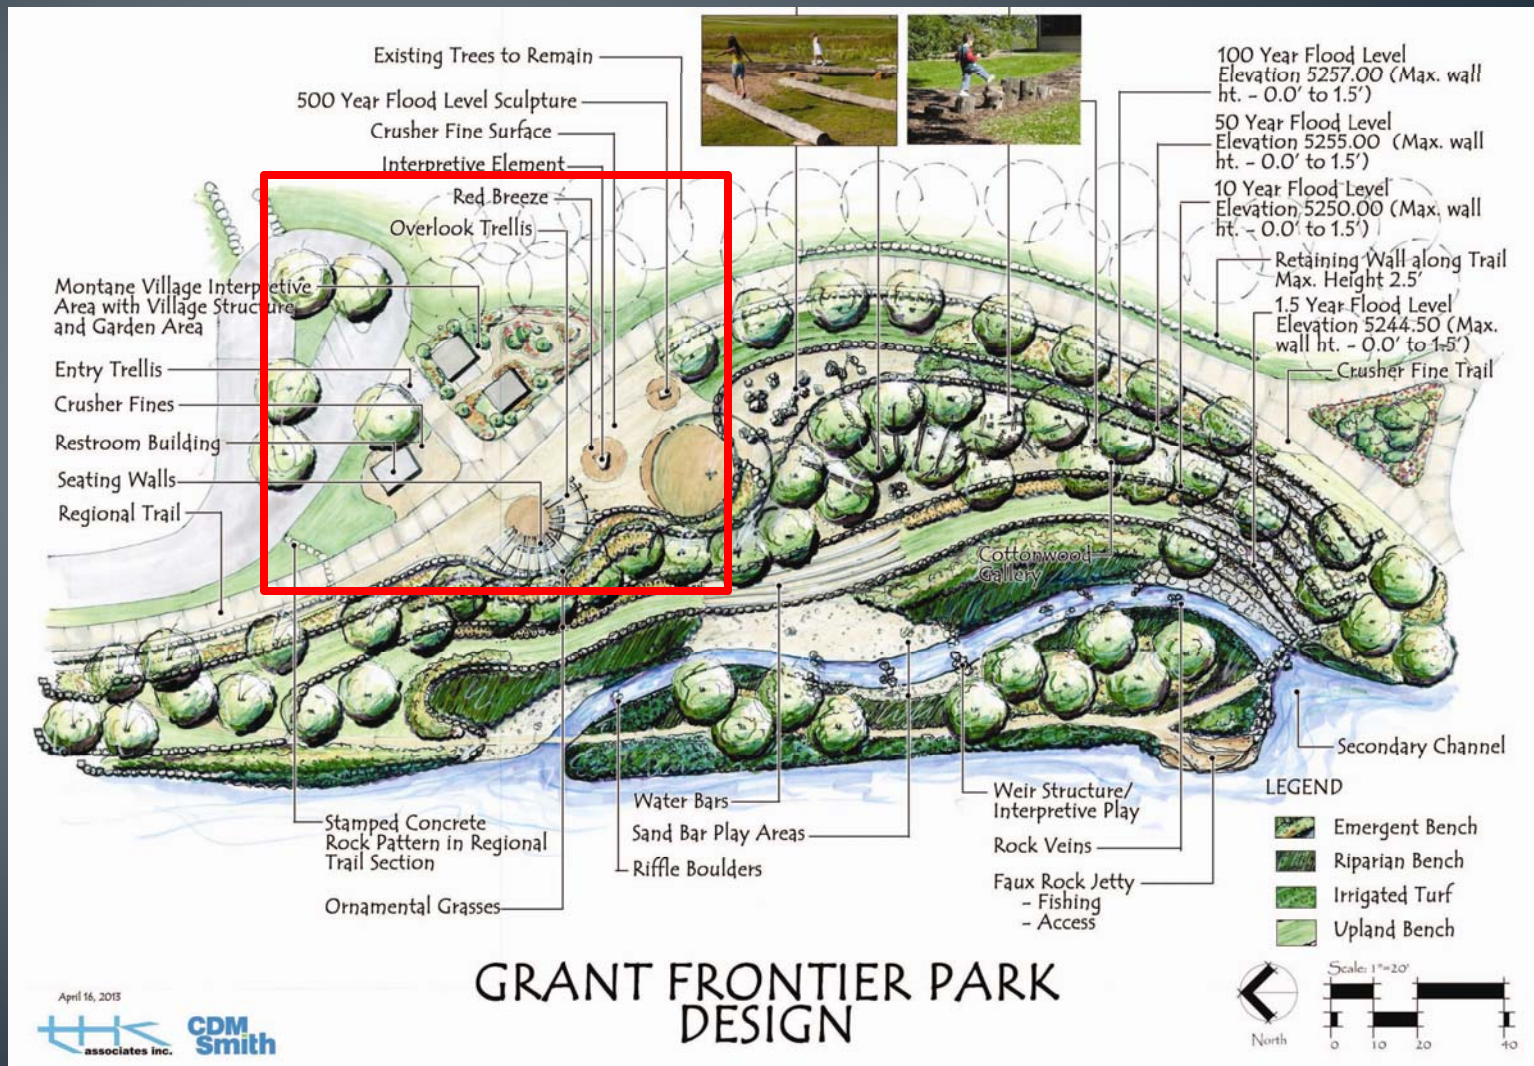 Existing Trees to Remain
500 Year Flood Level Sculpture
Crusher Fine Surface
Interpretive Element
Red Breeze
Overlook Trellis
Montane Village Interpretive
Area with Village Structure
and Garden Area
Entry Trellis
Crusher Fines
Restroom Building
Seating Walls
Regional Trail
100 Year Flood Level
Elevation 5257.00 (Max. wall
ht. - 0.0' to 1.5')
50 Year Flood Level
Elevation 5255.00 (Max. wall
ht. - 0.0' to 1.5')
10 Year Flood Level
Elevation 5250.00 (Max. wall
ht. - 0.0' to 1.5')
Retaining Wall along Trail
Max. Height 2.5'
1.5 Year Flood Level
Elevation 5244.50 (Max.
wall ht. - 0.0' to 1.5')
Crusher Fine Trail
Cottonwood
Gallery
Secondary Channel
Stamped Concrete
Rock Pattern in Regional
Trail Section
Ornamental Grasses
Water Bars
Sand Bar Play Areas
Riffle Boulders
Weir Structure/
Interpretive Play
Rock Veins
Faux Rock Jetty
- Fishing
- Access
LEGEND
Emergent Bench
Riparian Bench
Irrigated Turf
Upland Bench
GRANT FRONTIER PARK
DESIGN
April 16, 2013
THK
associates inc.
CDM
Smith
North
Scale: 1"=20'
0 10 20 40